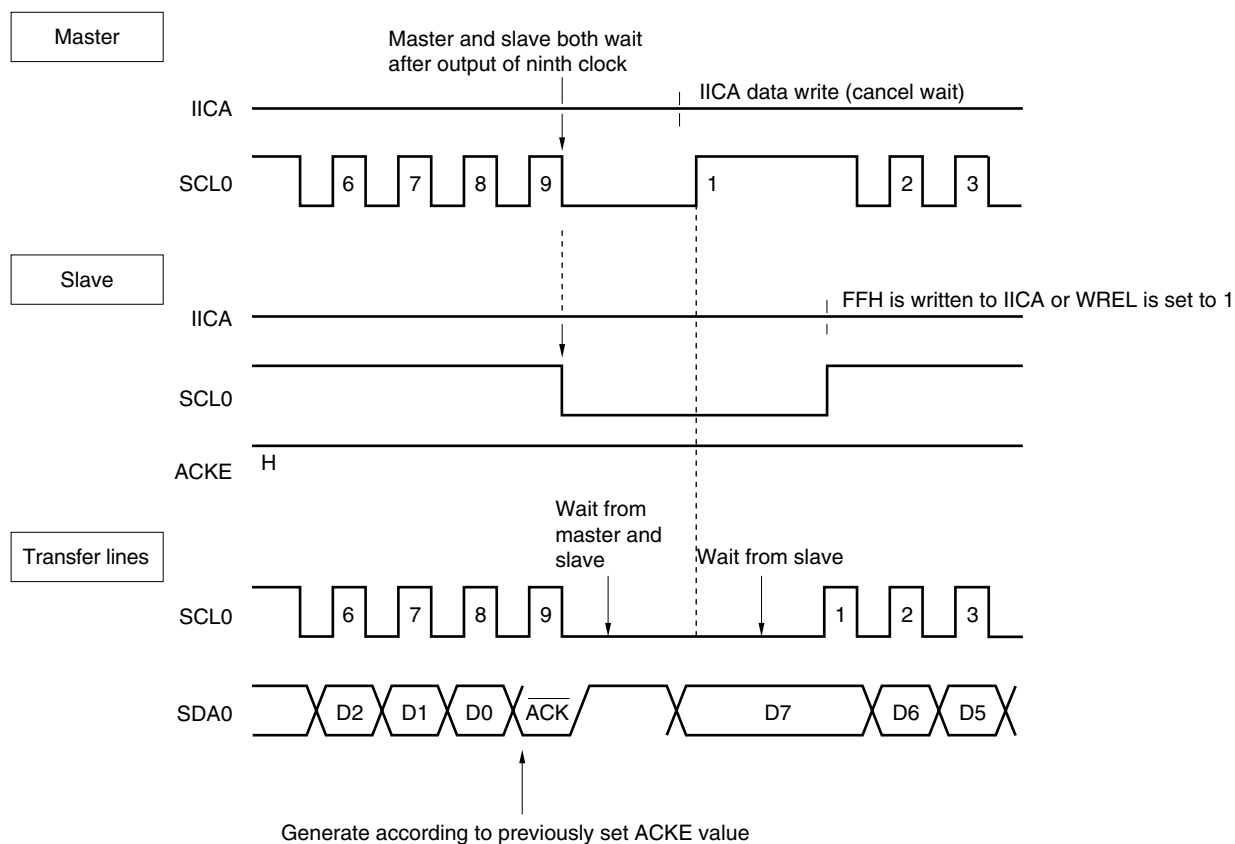 Master
Master and slave both wait
after output of ninth clock
IICA
IICA data write (cancel wait)
SCL0
6 7 8 9 1 2 3
Slave
FFH is written to IICA or WREL is set to 1
IICA
SCL0
ACKE H
Wait from
master and
slave
Wait from slave
Transfer lines
SCL0 6 7 8 9 1 2 3
SDA0 D2 D1 D0 ACK D7 D6 D5
Generate according to previously set ACKE value